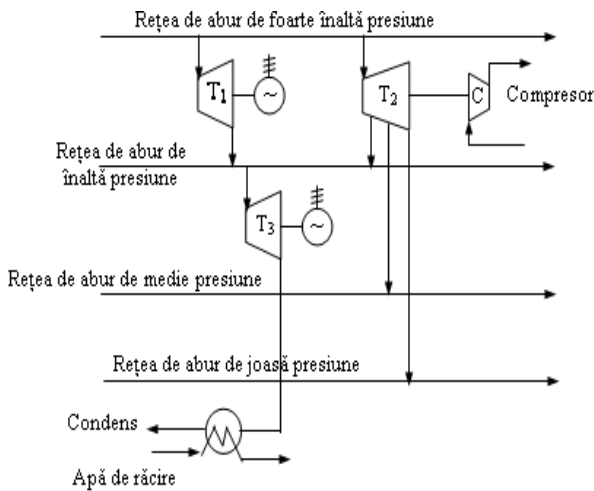 Rețea de abur de foarte înaltă presiune
T1
~
T2
C
Compresor
Rețea de abur de
înaltă presiune
T3
~
Rețea de abur de medie presiune
Rețea de abur de joasă presiune
Condens
Apă de răcire